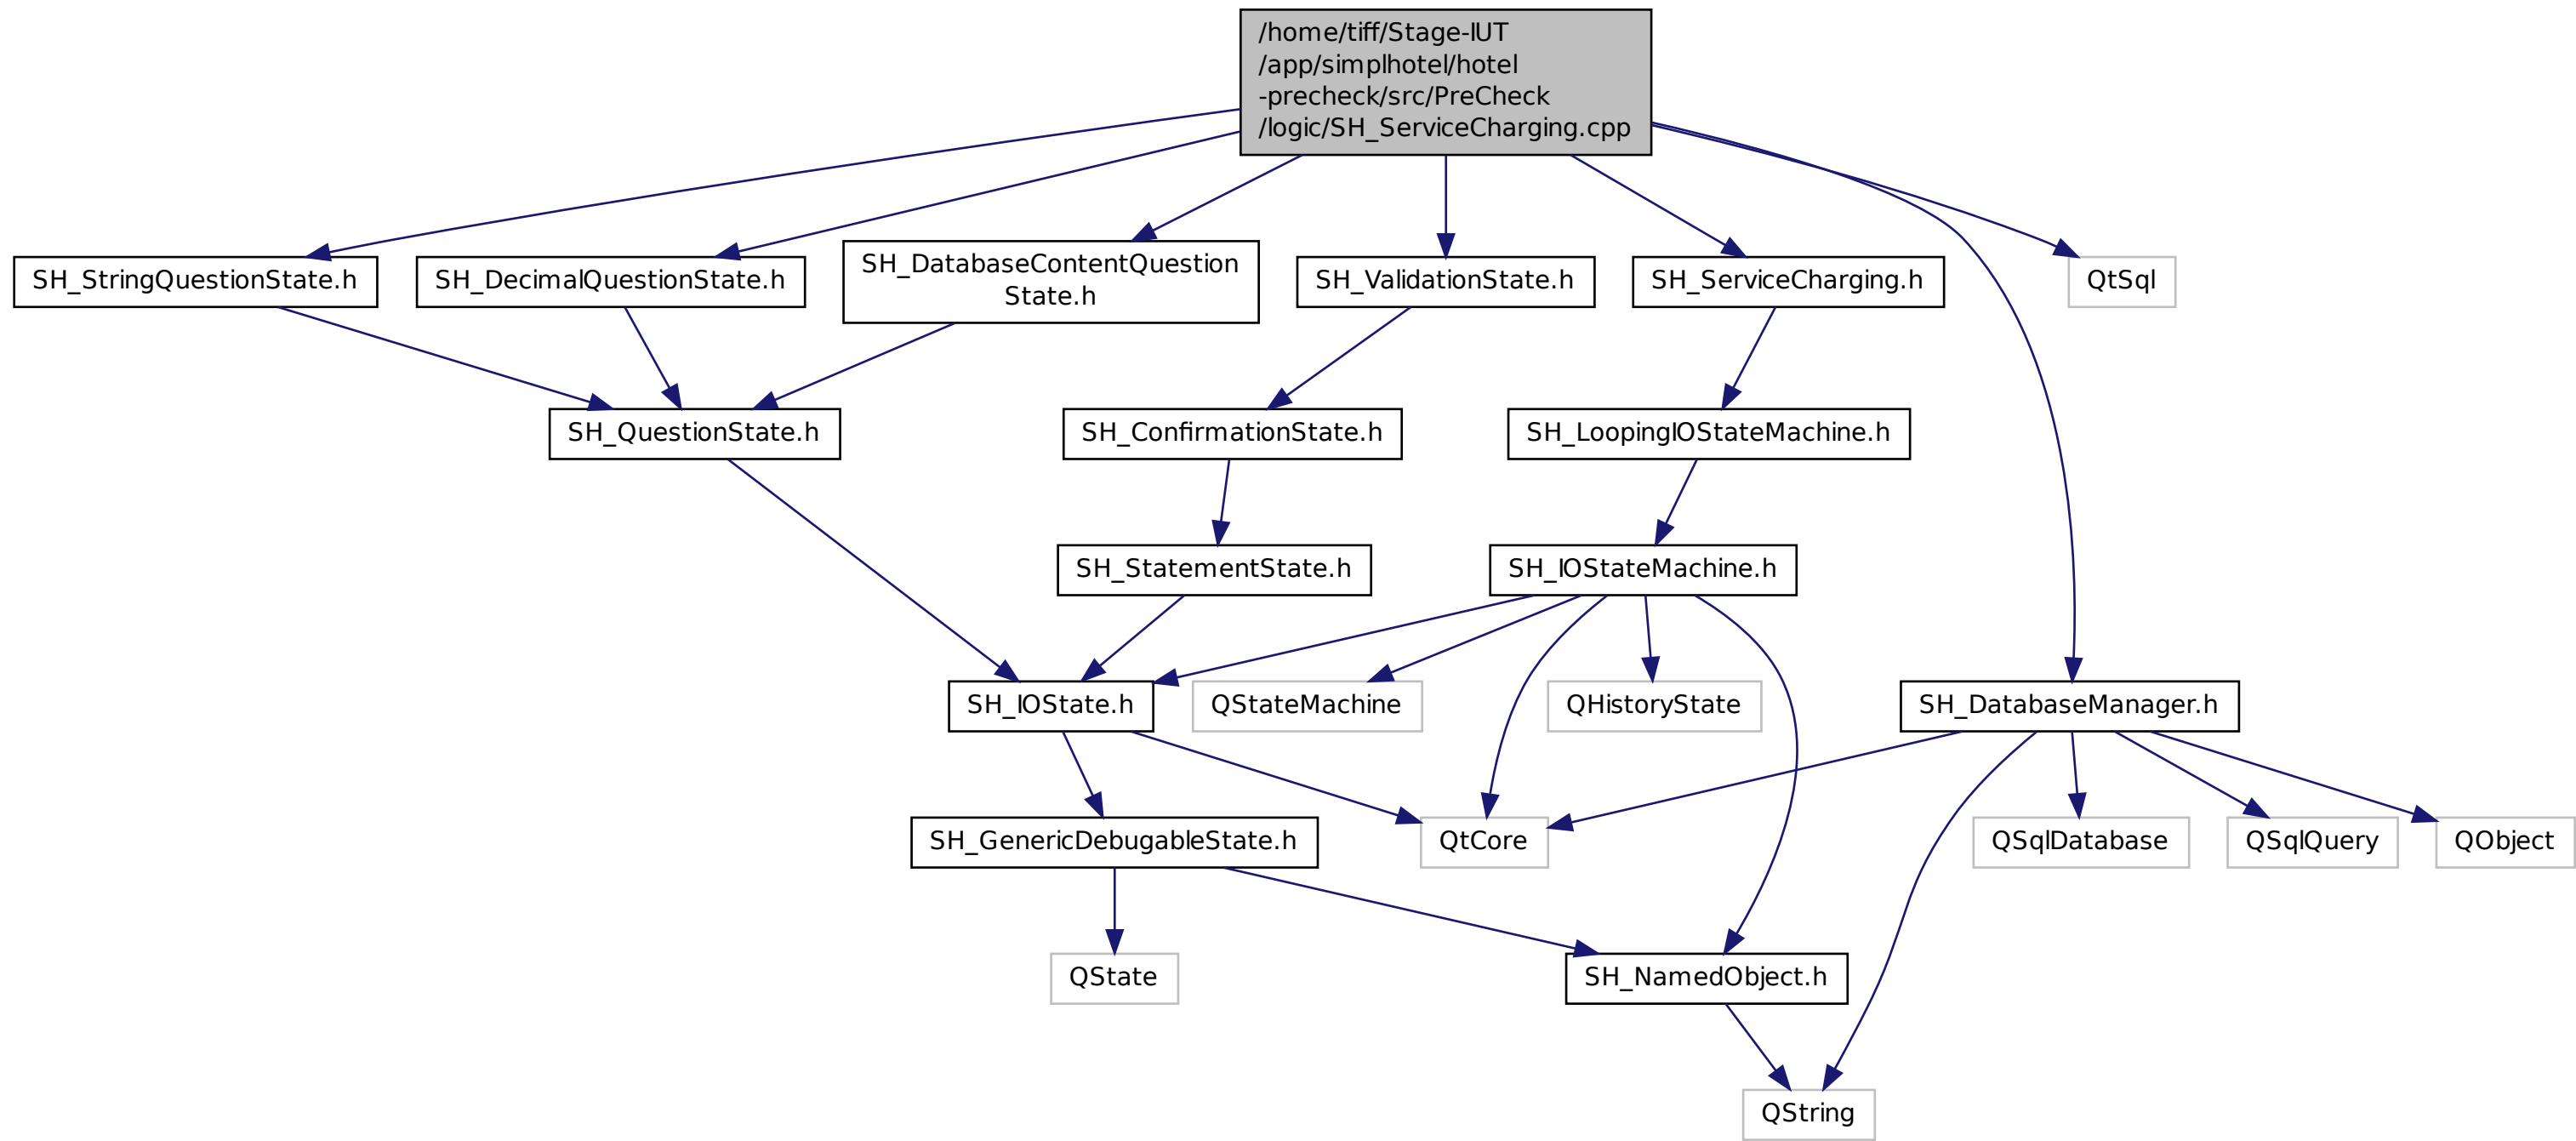 /home/tiff/Stage-IUT
/app/simplhotel/hotel
-precheck/src/PreCheck
/logic/SH_ServiceCharging.cpp
SH_StringQuestionState.h
SH_DecimalQuestionState.h
SH_DatabaseContentQuestion
State.h
SH_ValidationState.h
SH_ServiceCharging.h
QtSql
SH_QuestionState.h
SH_ConfirmationState.h
SH_LoopingIOStateMachine.h
SH_StatementState.h
SH_IOStateMachine.h
SH_IOState.h
QStateMachine
QHistoryState
SH_DatabaseManager.h
SH_GenericDebugableState.h
QtCore
QSqlDatabase
QSqlQuery
QObject
QState
SH_NamedObject.h
QString